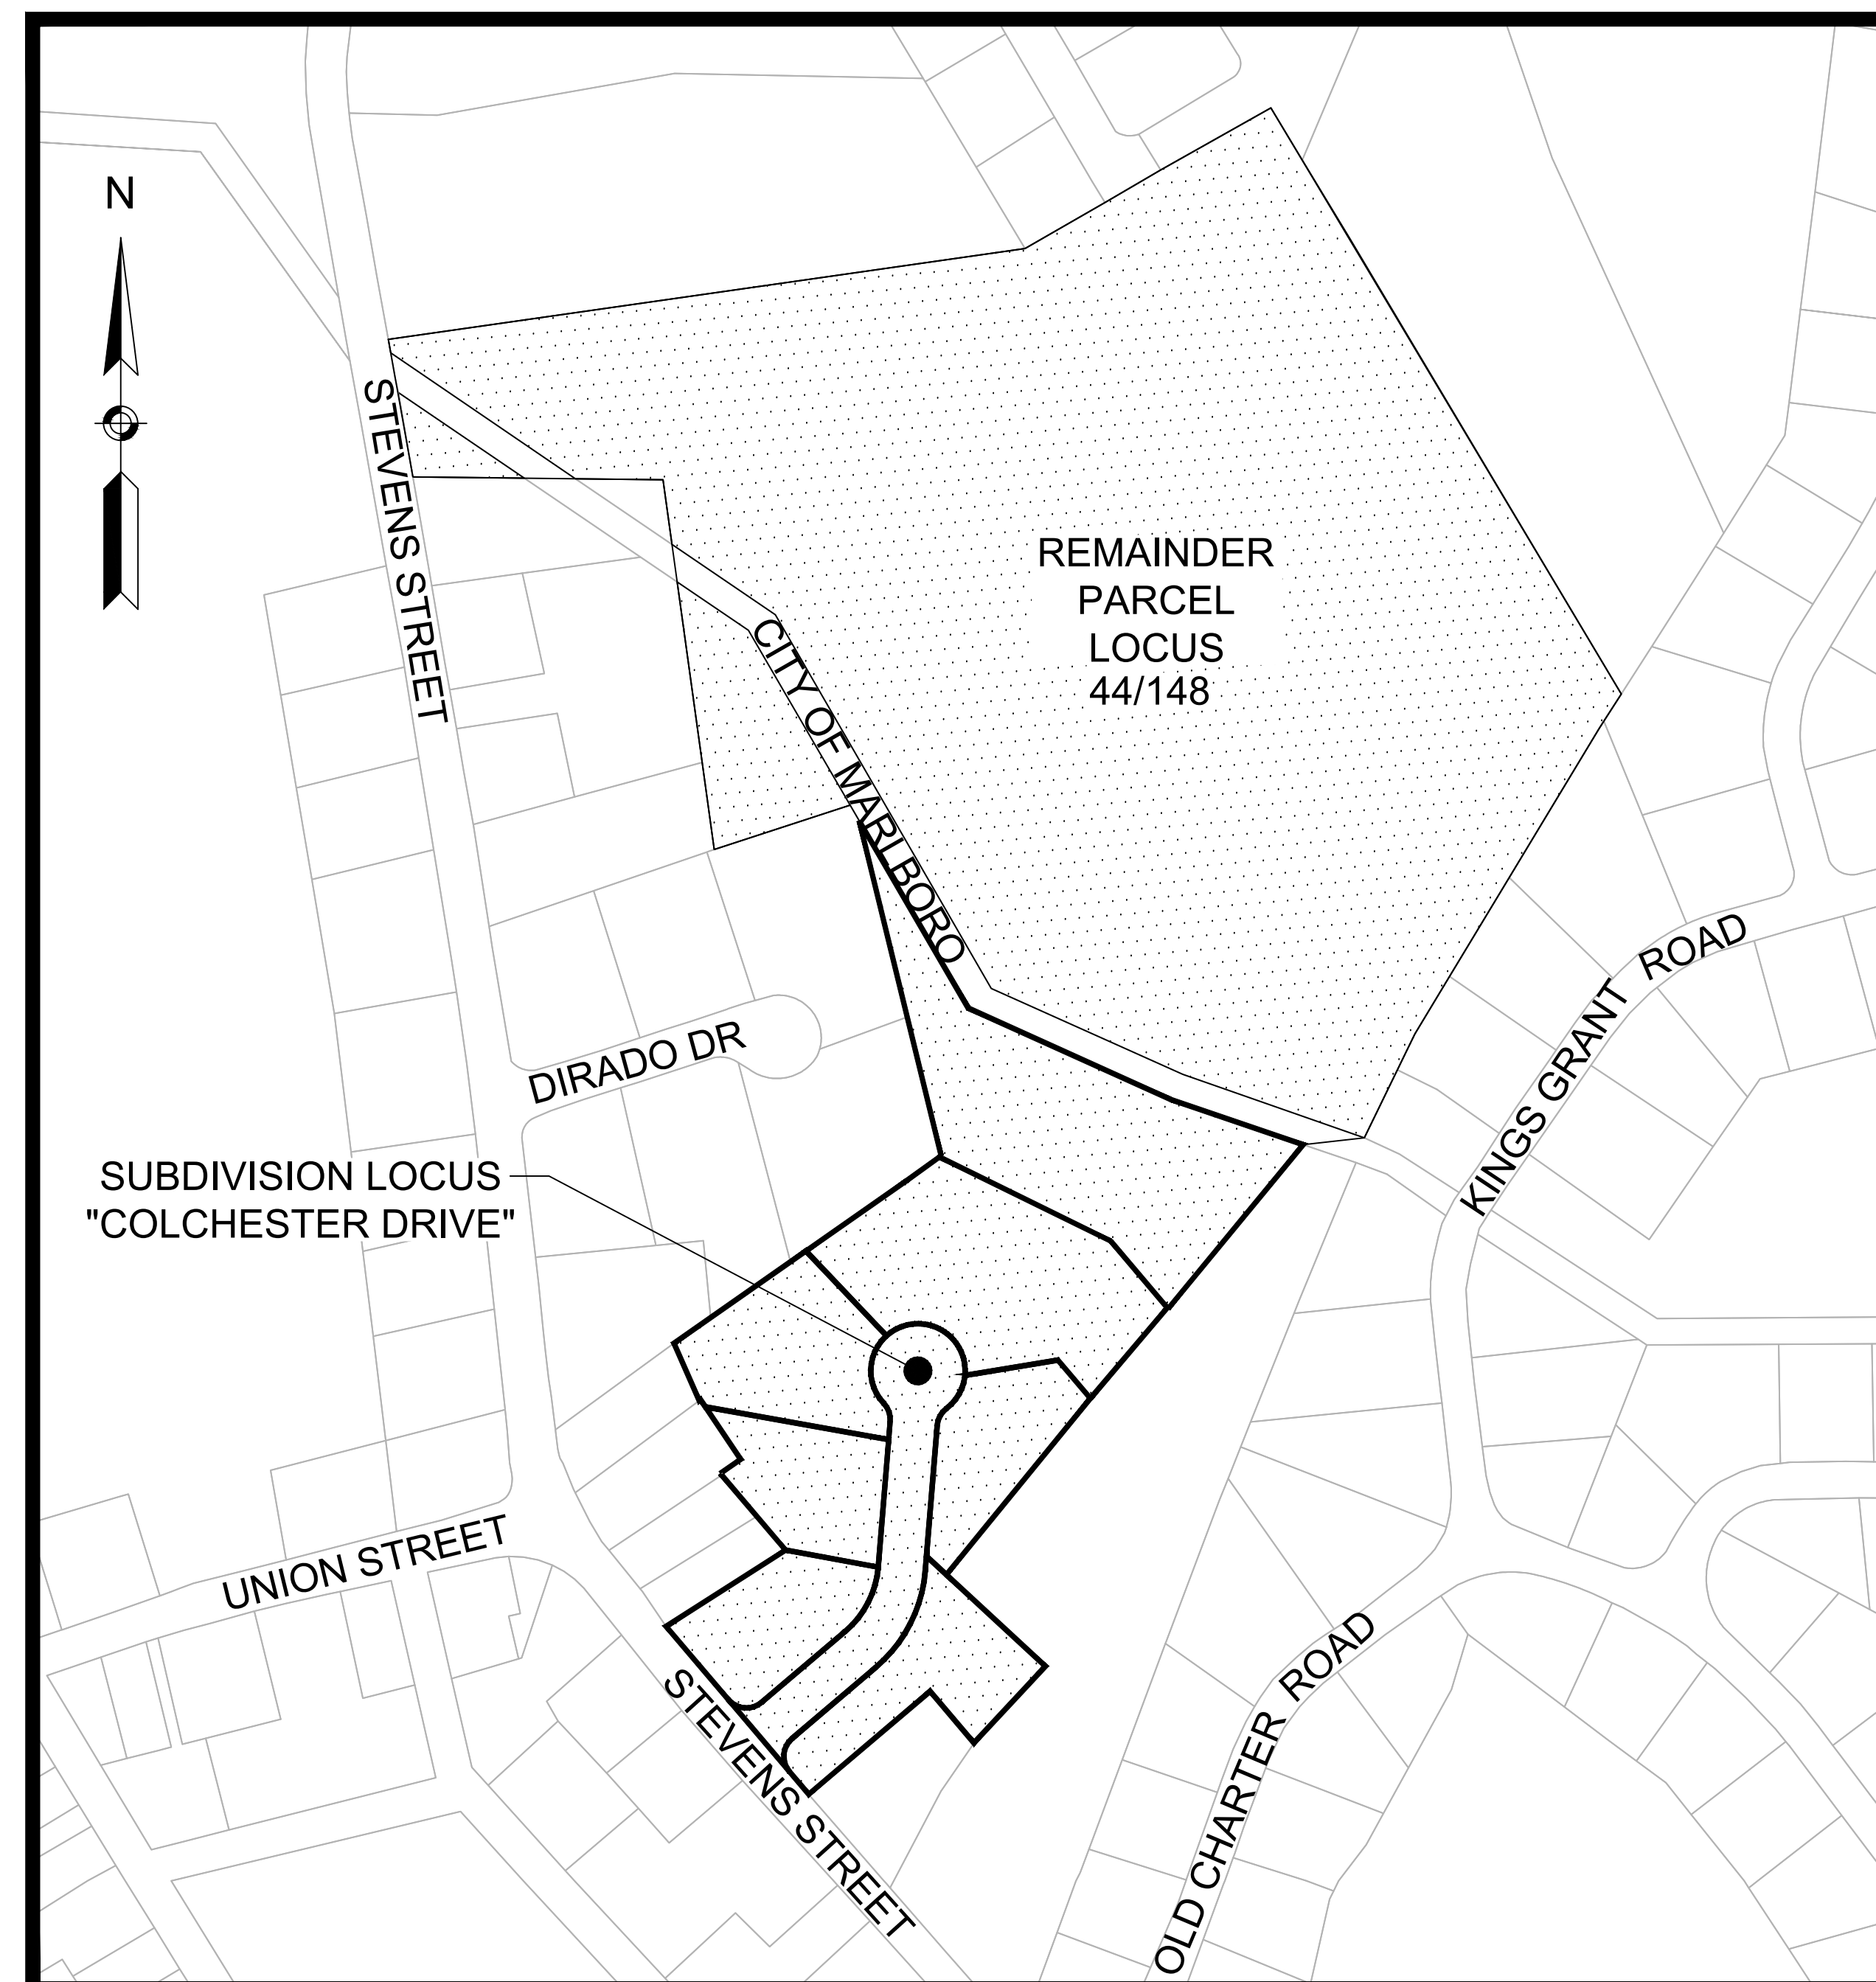 N
STEVENS STREET
REMAINDER
PARCEL
LOCUS
44/148
CITY OF MARLBORO
KINGS GRANT ROAD
DIRADO DR
SUBDIVISION LOCUS
"COLCHESTER DRIVE"
UNION STREET
STEVENS STREET
OLD CHARTER ROAD